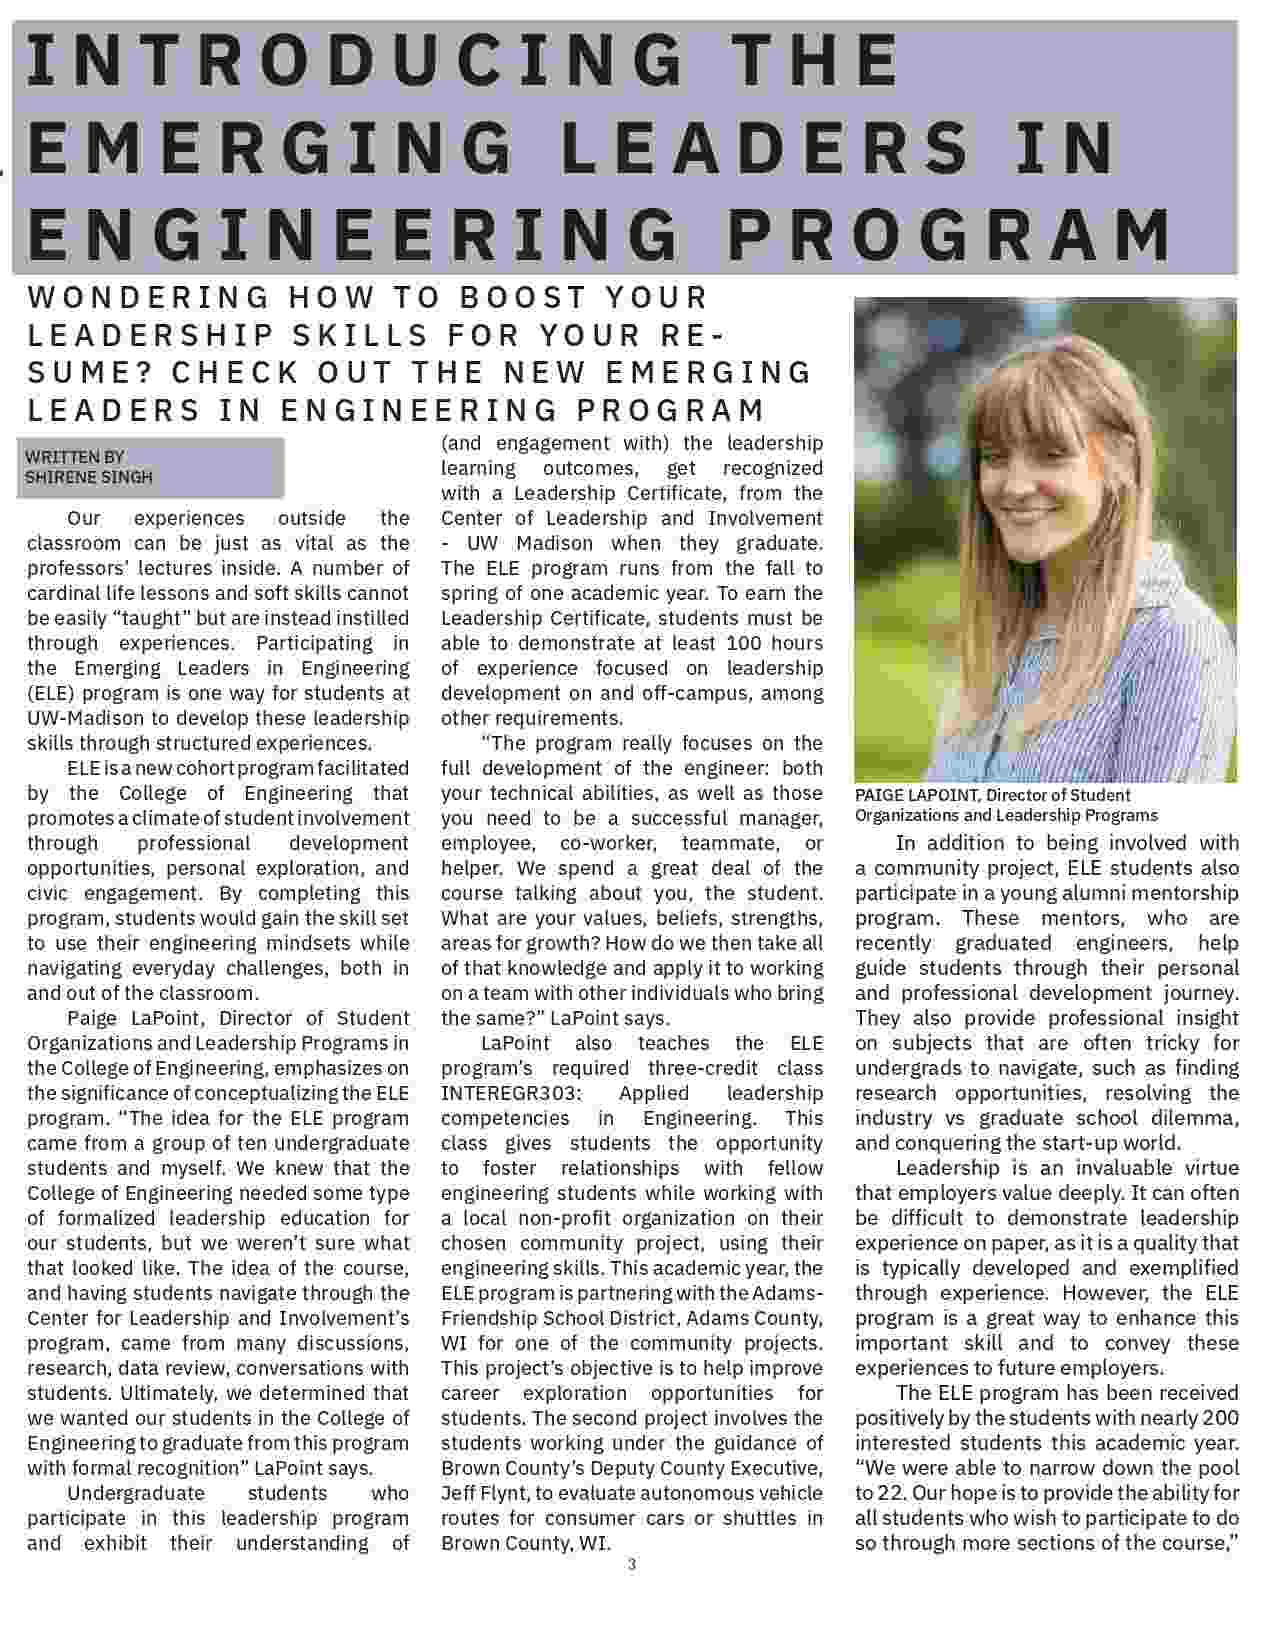 INTRODUCING THE
EMERGING LEADERS IN
ENGINEERING PROGRAM
WONDERING HOW TO BOOST YOUR
LEADERSHIP SKILLS FOR YOUR RE-
SUME? CHECK OUT THE NEW EMERGING
LEADERS IN ENGINEERING PROGRAM
WRITTEN BY
SHIRENE SINGH
Our experiences outside the
classroom can be just as vital as the
professors' lectures inside. A number of
cardinal life lessons and soft skills cannot
be easily “taught” but are instead instilled
through experiences. Participating in
the Emerging Leaders in Engineering
(ELE) program is one way for students at
UW-Madison to develop these leadership
skills through structured experiences.
ELE is a new cohort program facilitated
by the College of Engineering that
promotes a climate of student involvement
through professional development
opportunities, personal exploration, and
civic engagement. By completing this
program, students would gain the skill set
to use their engineering mindsets while
navigating everyday challenges, both in
and out of the classroom.
Paige LaPoint, Director of Student
Organizations and Leadership Programs in
the College of Engineering, emphasizes on
the significance of conceptualizing the ELE
program. “The idea for the ELE program
came from a group of ten undergraduate
students and myself. We knew that the
College of Engineering needed some type
of formalized leadership education for
our students, but we weren't sure what
that looked like. The idea of the course,
and having students navigate through the
Center for Leadership and Involvement's
program, came from many discussions,
research, data review, conversations with
students. Ultimately, we determined that
we wanted our students in the College of
Engineering to graduate from this program
with formal recognition” LaPoint says.
Undergraduate students who
participate in this leadership program
and exhibit their understanding of
(and engagement with) the leadership
learning outcomes, get recognized
with a Leadership Certificate, from the
Center of Leadership and Involvement
- UW Madison when they graduate.
The ELE program runs from the fall to
spring of one academic year. To earn the
Leadership Certificate, students must be
able to demonstrate at least 100 hours
of experience focused on leadership
development on and off-campus, among
other requirements.
“The program really focuses on the
full development of the engineer: both
your technical abilities, as well as those
you need to be a successful manager,
employee, co-worker, teammate, or
helper. We spend a great deal of the
course talking about you, the student.
What are your values, beliefs, strengths,
areas for growth? How do we then take all
of that knowledge and apply it to working
on a team with other individuals who bring
the same?” LaPoint says.
LaPoint also teaches the ELE
program's required three-credit class
INTEREGR303: Applied leadership
competencies in Engineering. This
class gives students the opportunity
to foster relationships with fellow
engineering students while working with
a local non-profit organization on their
chosen community project, using their
engineering skills. This academic year, the
ELE program is partnering with the Adams-
Friendship School District, Adams County,
WI for one of the community projects.
This project's objective is to help improve
career exploration opportunities for
students. The second project involves the
students working under the guidance of
Brown County's Deputy County Executive,
Jeff Flynt, to evaluate autonomous vehicle
routes for consumer cars or shuttles in
Brown County, WI.
PAIGE LAPOINT, Director of Student
Organizations and Leadership Programs
In addition to being involved with
a community project, ELE students also
participate in a young alumni mentorship
program. These mentors, who are
recently graduated engineers, help
guide students through their personal
and professional development journey.
They also provide professional insight
on subjects that are often tricky for
undergrads to navigate, such as finding
research opportunities, resolving the
industry vs graduate school dilemma,
and conquering the start-up world.
Leadership is an invaluable virtue
that employers value deeply. It can often
be difficult to demonstrate leadership
experience on paper, as it is a quality that
is typically developed and exemplified
through experience. However, the ELE
program is a great way to enhance this
important skill and to convey these
experiences to future employers.
The ELE program has been received
positively by the students with nearly 200
interested students this academic year.
“We were able to narrow down the pool
to 22. Our hope is to provide the ability for
all students who wish to participate to do
so through more sections of the course,”
3